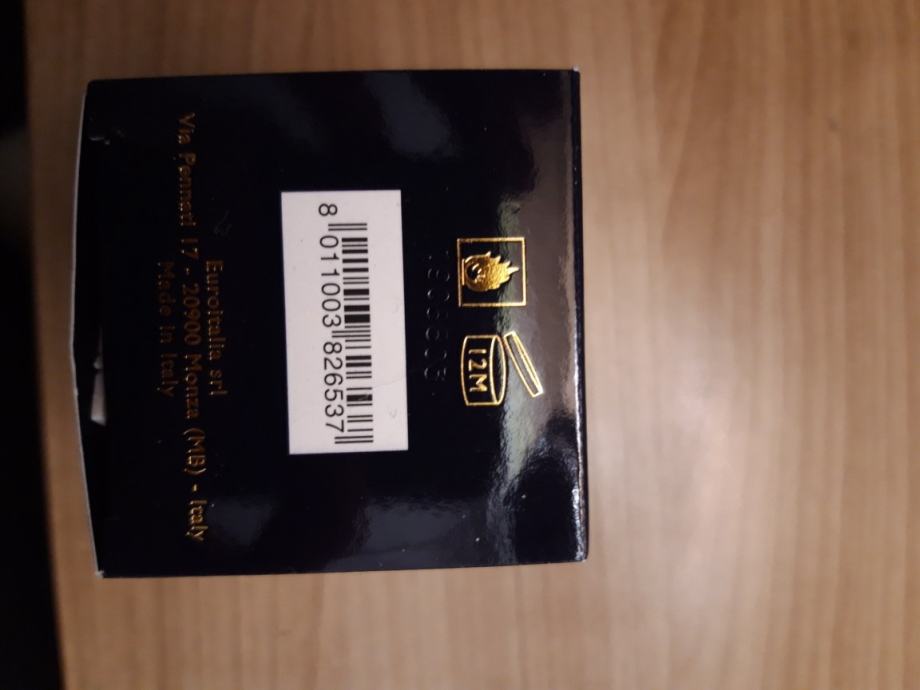 12M
8 011003 826537
Euroitalia srl
Via Pennati 17 - 20900 Monza (MB) - Italy
Made in Italy